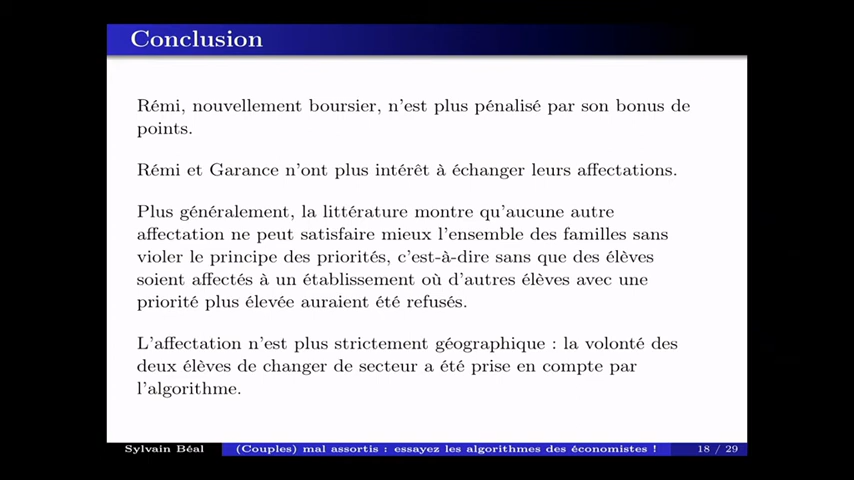 Conclusion
Rémi, nouvellement boursier, n'est plus pénalisé par son bonus de
points.
Rémi et Garance n'ont plus intérêt à échanger leurs affectations.
Plus généralement, la littérature montre qu'aucune autre
affectation ne peut satisfaire mieux l'ensemble des familles sans
violer le principe des priorités, c'est-à-dire sans que des élèves
soient affectés à un établissement où d'autres élèves avec une
priorité plus élevée auraient été refusés.
L'affectation n'est plus strictement géographique : la volonté des
deux élèves de changer de secteur a été prise en compte par
l'algorithme.
Sylvain Béal (Couples) mal assortis : essayez les algorithmes des économistes ! 18 / 29